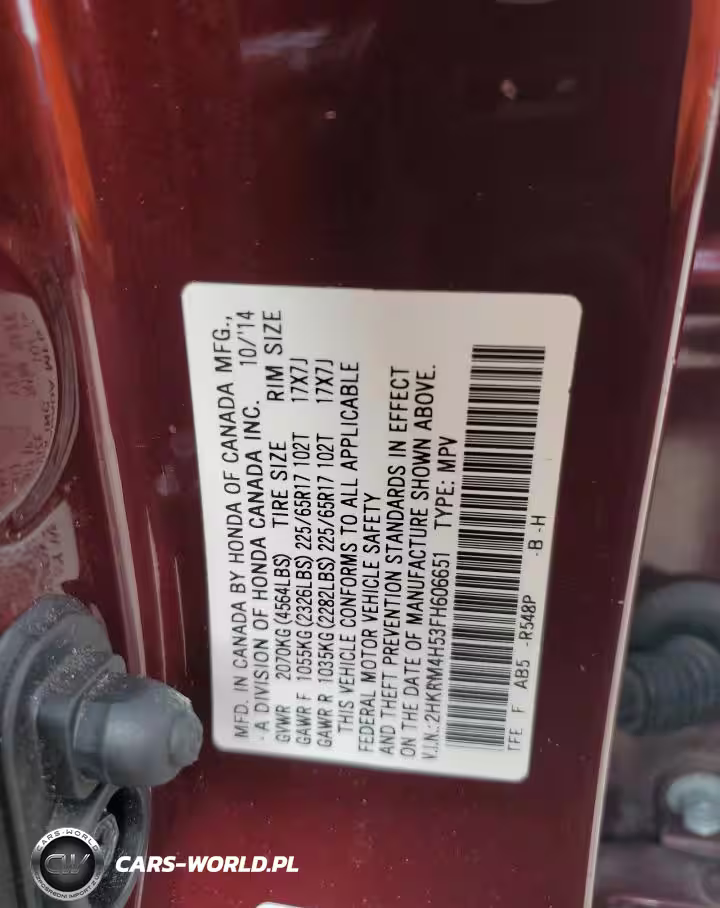 MFD. IN CANADA BY HONDA OF CANADA MFG.,
A DIVISION OF HONDA CANADA INC. 10/'14
GVWR 2070KG(4564LBS) TIRE SIZE RIM SIZE
GAWR F 1055KG(2326LBS) 225/65R17 102T 17X7J
GAWR R 1035KG(2282LBS) 225/65R17 102T 17X7J
THIS VEHICLE CONFORMS TO ALL APPLICABLE
FEDERAL MOTOR VEHICLE SAFETY
AND THEFT PREVENTION STANDARDS IN EFFECT
ON THE DATE OF MANUFACTURE SHOWN ABOVE.
V.I.N.:2HKRM4H53FH606651 TYPE: MPV
TFE F AB5 -R548P -B -H
CARS-WORLD
CW
CARS-WORLD.PL